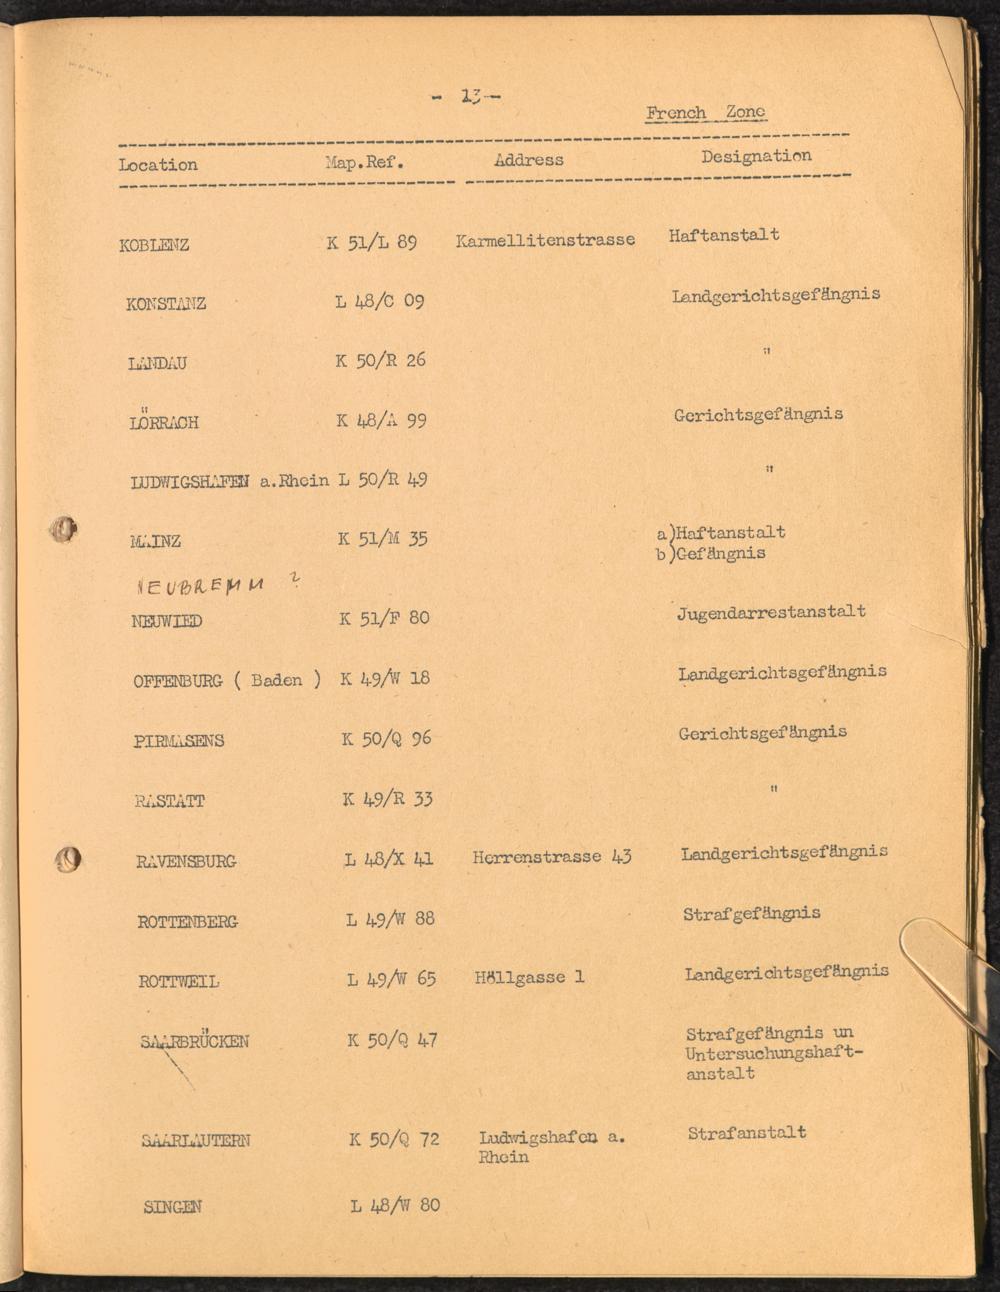 - 13 -
French Zone
Location Map.Ref. Address Designation
KOBLENZ K 51/L 89 Karmellitenstrasse Haftanstalt
KONSTANZ L 48/C 09 Landgerichtsgefängnis
LANDAU K 50/R 26 "
LÖRRACH K 48/A 99 Gerichtsgefängnis
LUDWIGSHAFEN a.Rhein L 50/R 49 "
MAINZ K 51/M 35 a)Haftanstalt
b)Gefängnis
NEUBREMM ?
NEUWIED K 51/F 80 Jugendarrestanstalt
OFFENBURG ( Baden ) K 49/W 18 Landgerichtsgefängnis
PIRMASENS K 50/Q 96 Gerichtsgefängnis
RASTATT K 49/R 33 "
RAVENSBURG L 48/X 41 Herrenstrasse 43 Landgerichtsgefängnis
ROTTENBERG L 49/W 88 Strafgefängnis
ROTTWEIL L 49/W 65 Höllgasse 1 Landgerichtsgefängnis
SAARBRÜCKEN K 50/Q 47 Strafgefängnis un
Untersuchungshaft-
anstalt
SAARLAUTERN K 50/Q 72 Ludwigshafen a. Strafanstalt
Rhein
SINGEN L 48/W 80